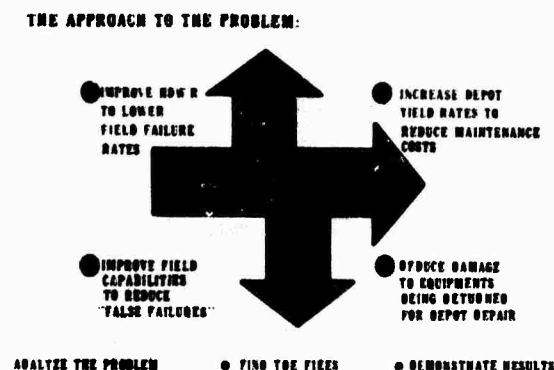 THE APPROACH TO THE PROBLEM:
IMPROVE HDW R
TO LOWER
FIELD FAILURE
RATES
INCREASE DEPOT
YIELD RATES TO
REDUCE MAINTENANCE
COSTS
IMPROVE FIELD
CAPABILITIES
TO REDUCE
"FALSE FAILURES"
REDUCE DAMAGE
TO EQUIPMENTS
BEING RETURNED
FOR DEPOT REPAIR
ANALYZE THE PROBLEM ● FIND THE FIXES ● DEMONSTRATE RESULTS